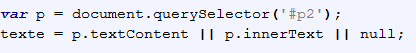 var p = document.querySelector('#p2');
texte = p.textContent || p.innerText || null;